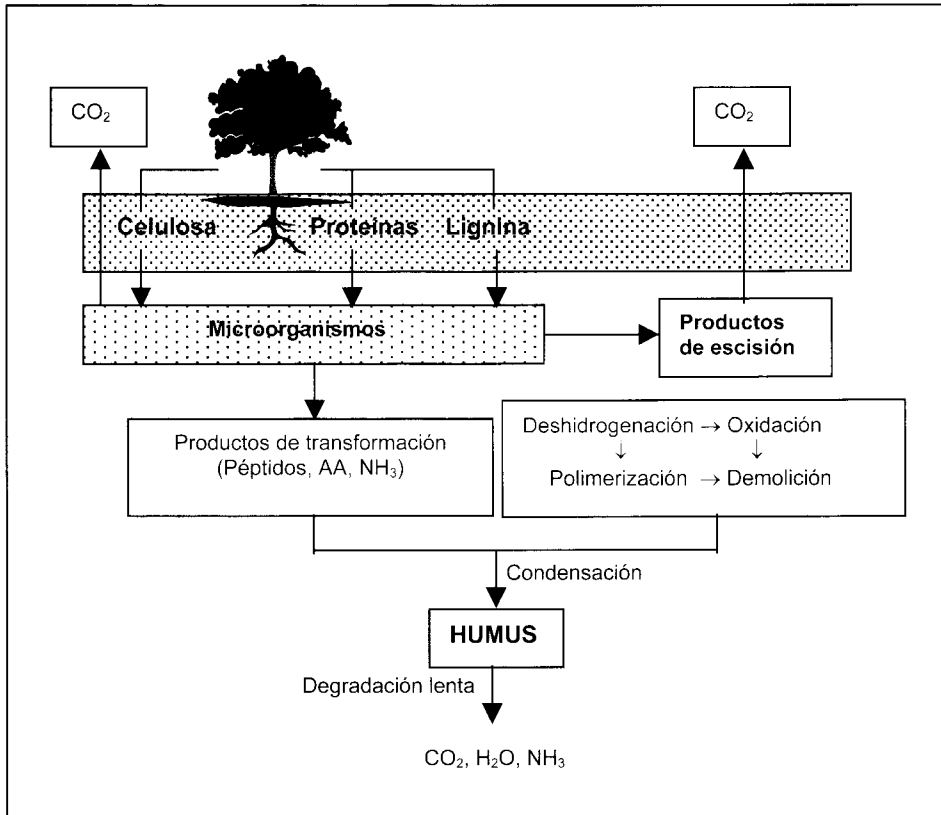 CO₂
CO₂
Celulosa Proteínas Lignina
Microorganismos
Productos
de escisión
Productos de transformación
(Péptidos, AA, NH₃)
Deshidrogenación → Oxidación
↓ ↓
Polimerización → Demolición
Condensación
HUMUS
Degradación lenta
CO₂, H₂O, NH₃